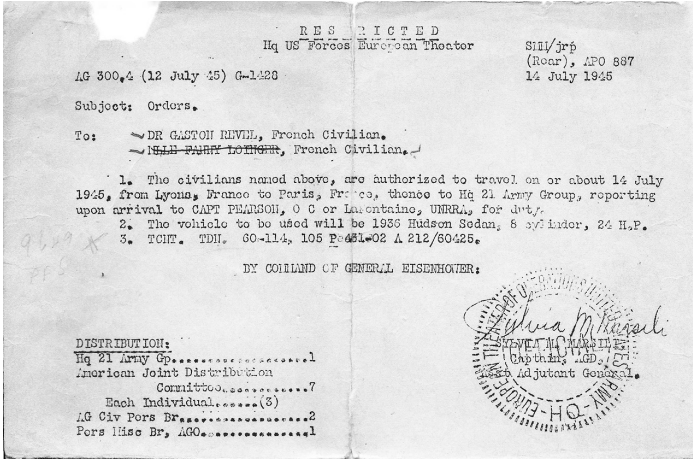 RESTRICTED
Hq US Forces European Theater
SMM/jrp
(Rear), APO 887
14 July 1945
AG 300.4 (12 July 45) G-1428
Subject: Orders.
To: DR GASTON REVEL, French Civilian.
MLLE FANNY LOINGER, French Civilian.
1. The civilians named above, are authorized to travel on or about 14 July
1945, from Lyons, France to Paris, France, thence to Hq 21 Army Group, reporting
upon arrival to CAPT PEARSON, O C or Lafontaine, UNRRA, for duty.
2. The vehicle to be used will be 1936 Hudson Sedan, 8 cylinder, 24 H.P.
3. TCNT. TDN. 60-114, 105 P431-02 A 212/60425.
BY COMMAND OF GENERAL EISENHOWER:
Sylvia M Marsili
SYLVIA M MARSILI
Captain, AGD,
Asst Adjutant General.
DISTRIBUTION:
Hq 21 Army Gp.....................1
American Joint Distribution
Committee...............7
Each Individual......(3)
AG Civ Pers Br....................2
Pers Misc Br, AGO.................1